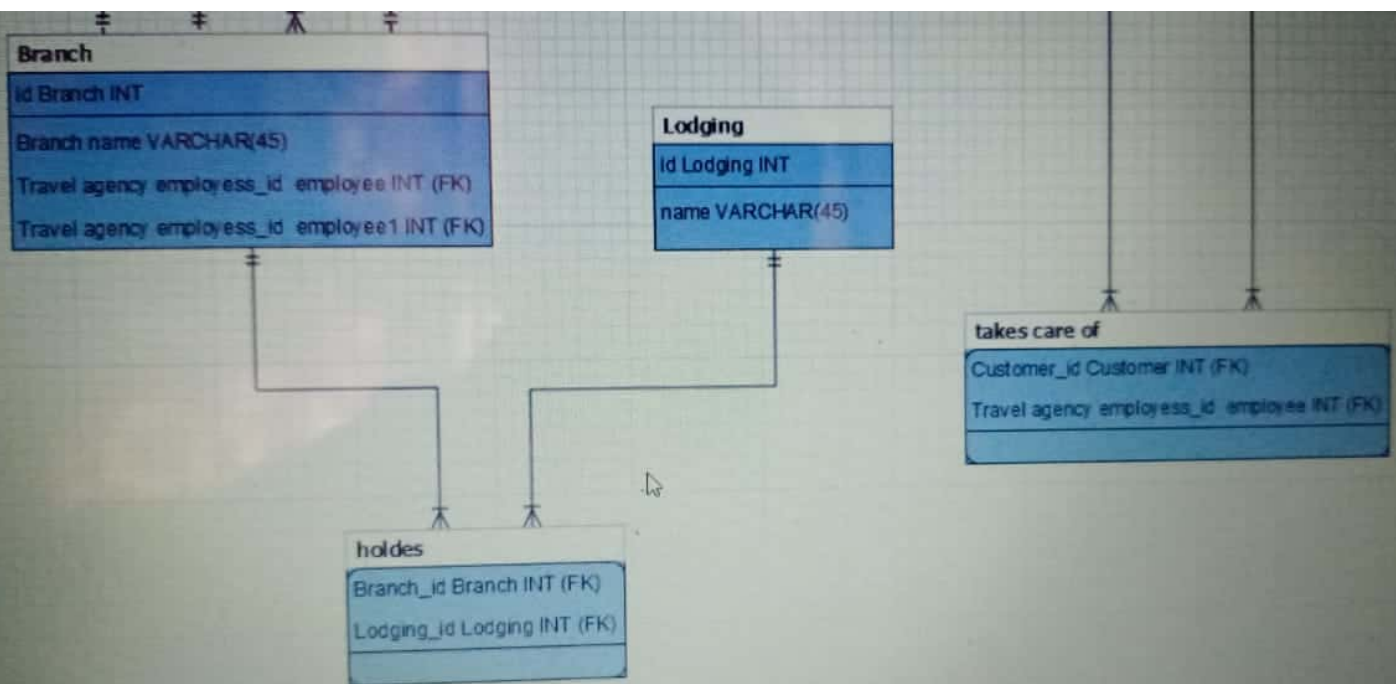 Branch
id Branch INT
Branch name VARCHAR(45)
Travel agency employess_id employee INT (FK)
Travel agency employess_id employee1 INT (FK)
Lodging
id Lodging INT
name VARCHAR(45)
takes care of
Customer_id Customer INT (FK)
Travel agency employess_id employee INT (FK)
holdes
Branch_id Branch INT (FK)
Lodging_id Lodging INT (FK)